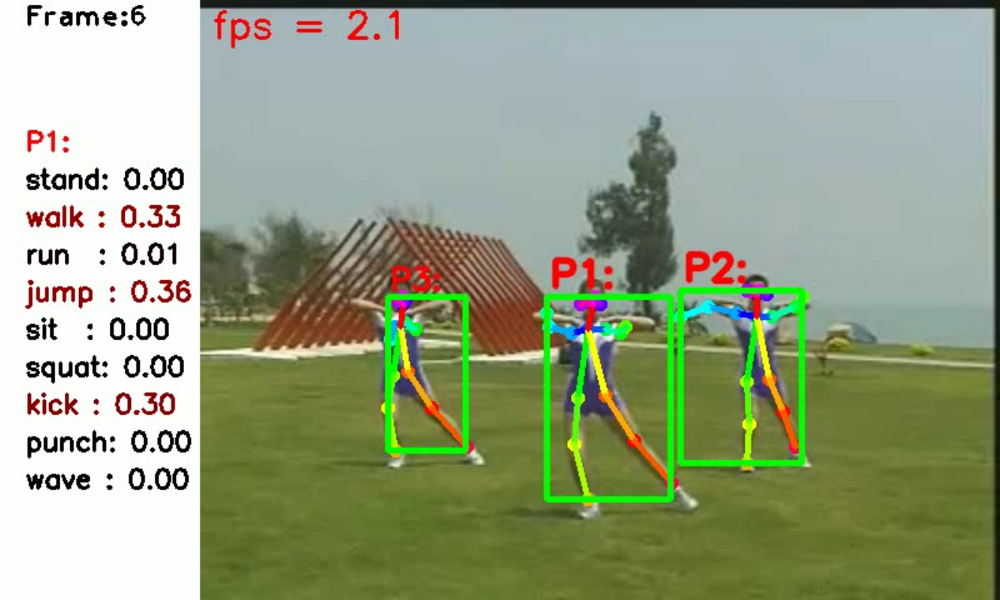 Frame:6
fps = 2.1
P1:
stand: 0.00
walk : 0.33
run : 0.01
jump : 0.36
sit : 0.00
squat: 0.00
kick : 0.30
punch: 0.00
wave : 0.00
P3:
P1:
P2: